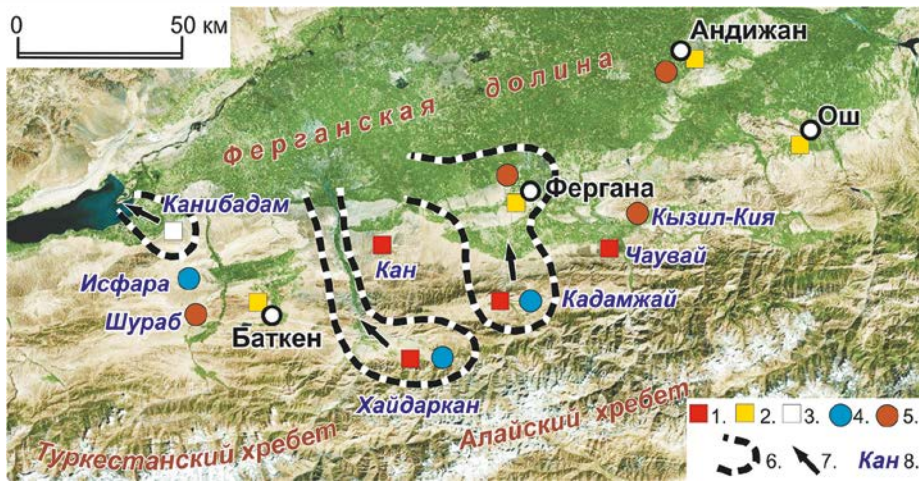 0 50 км
Андижан
Ферганская долина
Ош
Фергана
Канибадам
Кызил-Кия
Кан
Чаувай
Исфара
Кадамжай
Шураб
Баткен
Хайдаркан
Алайский хребет
Туркестанский хребет
1. 2. 3. 4. 5.
6. 7. Кан 8.